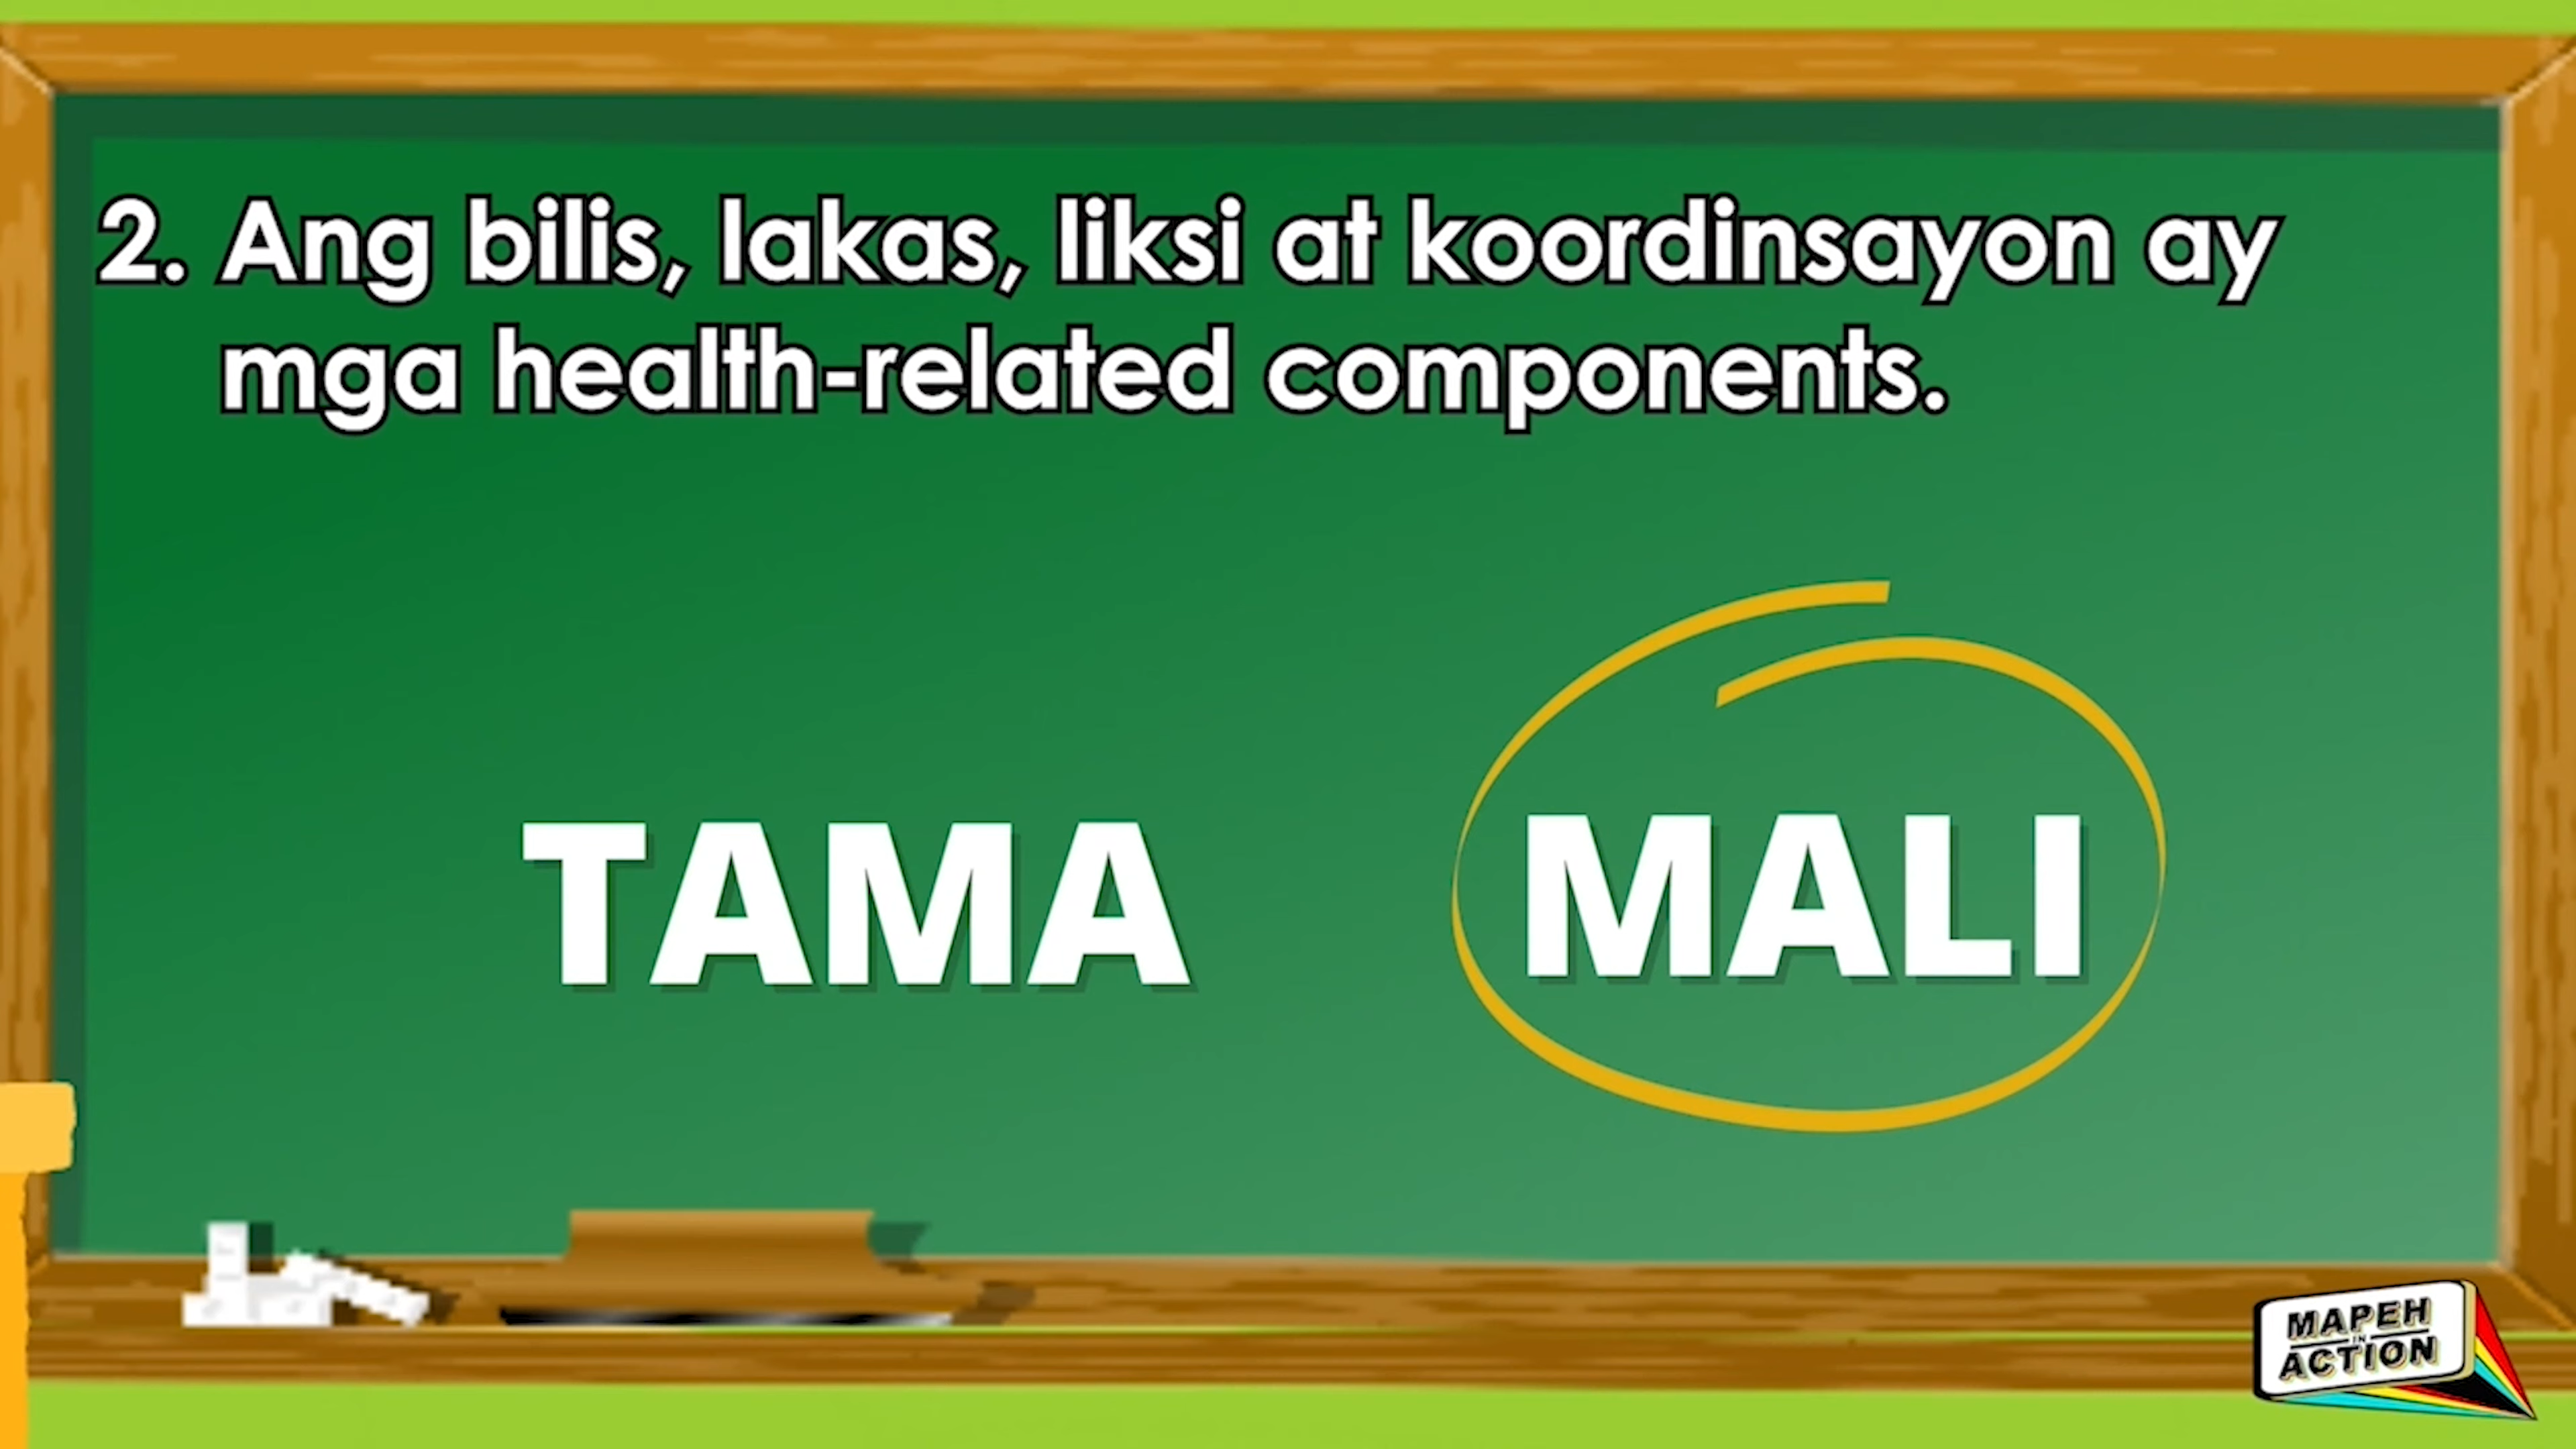 2. Ang bilis, lakas, liksi at koordinsayon ay
mga health-related components.
TAMA
MALI
MAPEH
IN
ACTION